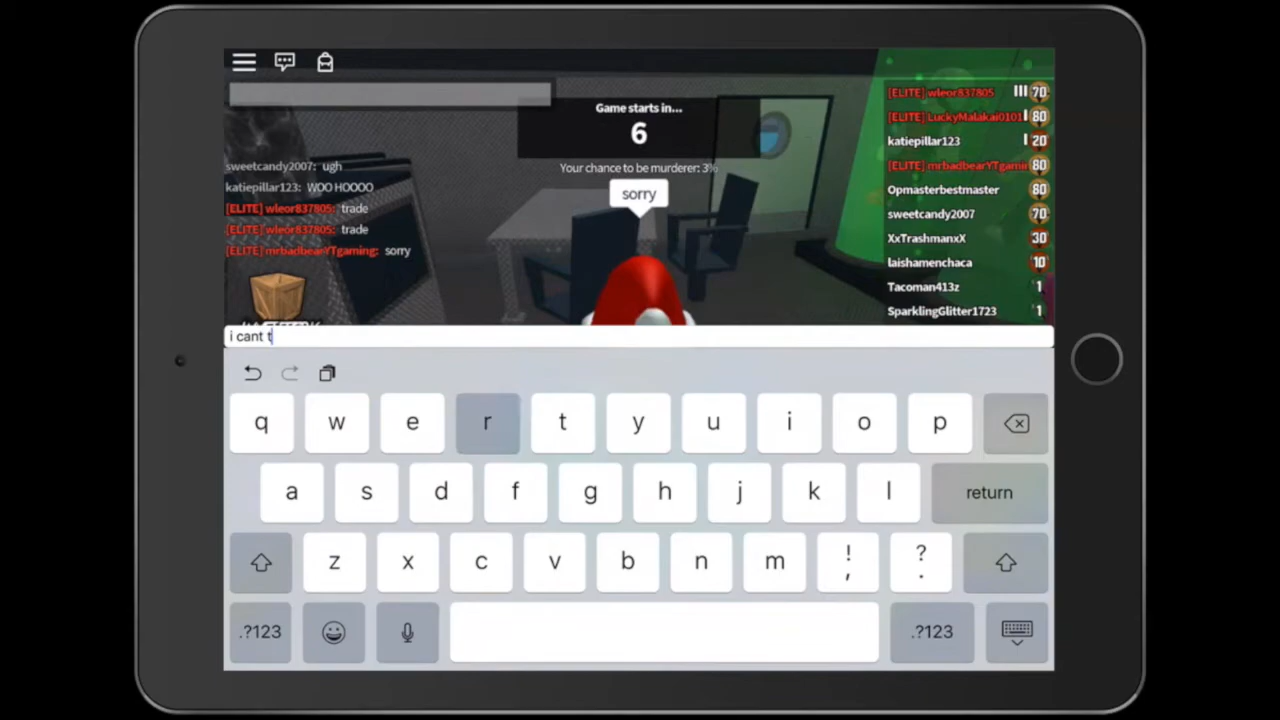 Game starts in...
6
Your chance to be murderer: 3%
sorry
sweetcandy2007: ugh
katiepillar123: WOO HOOOO
[ELITE] wleor837805: trade
[ELITE] wleor837805: trade
[ELITE] mrbadbearYTgaming: sorry
[ELITE] wleor837805 III 70
[ELITE] LuckyMalakai0101 I 80
katiepillar123 I 20
[ELITE] mrbadbearYTgamin 80
Opmasterbestmaster 80
sweetcandy2007 70
XxTrashmanxX 30
laishamenchaca 10
Tacoman413z 1
SparklingGlitter1723 1
i cant t
q w e r t y u i o p
a s d f g h j k l return
z x c v b n m ! , ? .
.?123 .?123